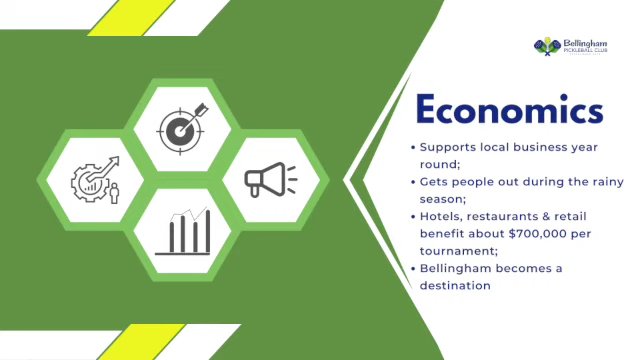 Bellingham
PICKLEBALL CLUB
Economics
• Supports local business year
round;
• Gets people out during the rainy
season;
• Hotels, restaurants & retail
benefit about $700,000 per
tournament;
• Bellingham becomes a
destination